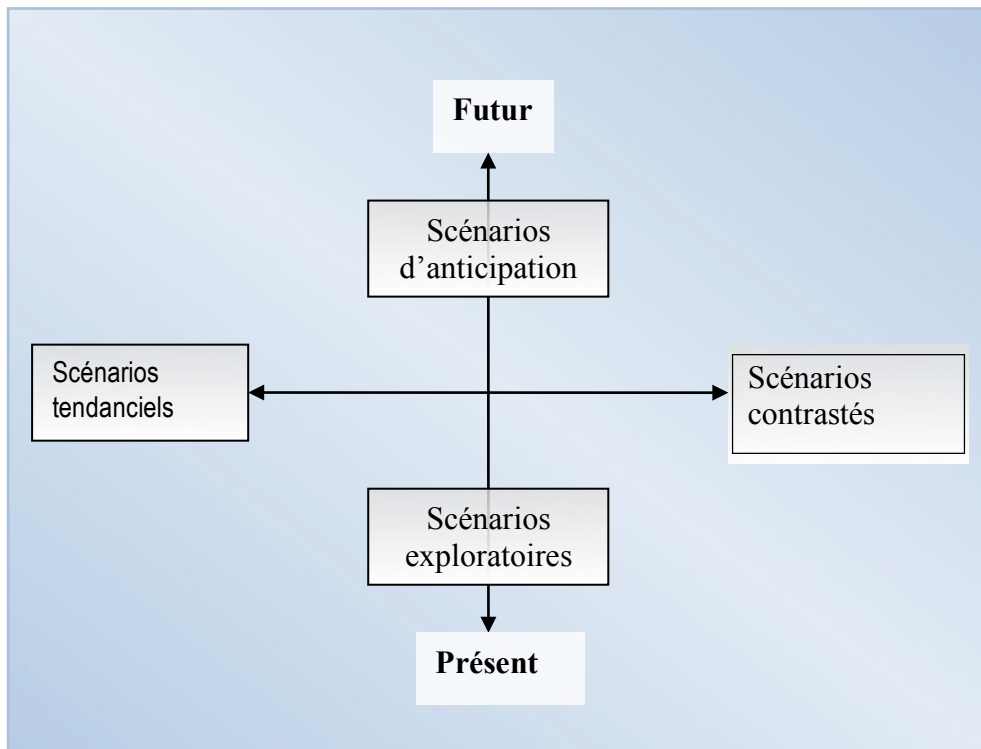 Futur
Scénarios
d’anticipation
Scénarios
tendanciels
Scénarios
contrastés
Scénarios
exploratoires
Présent